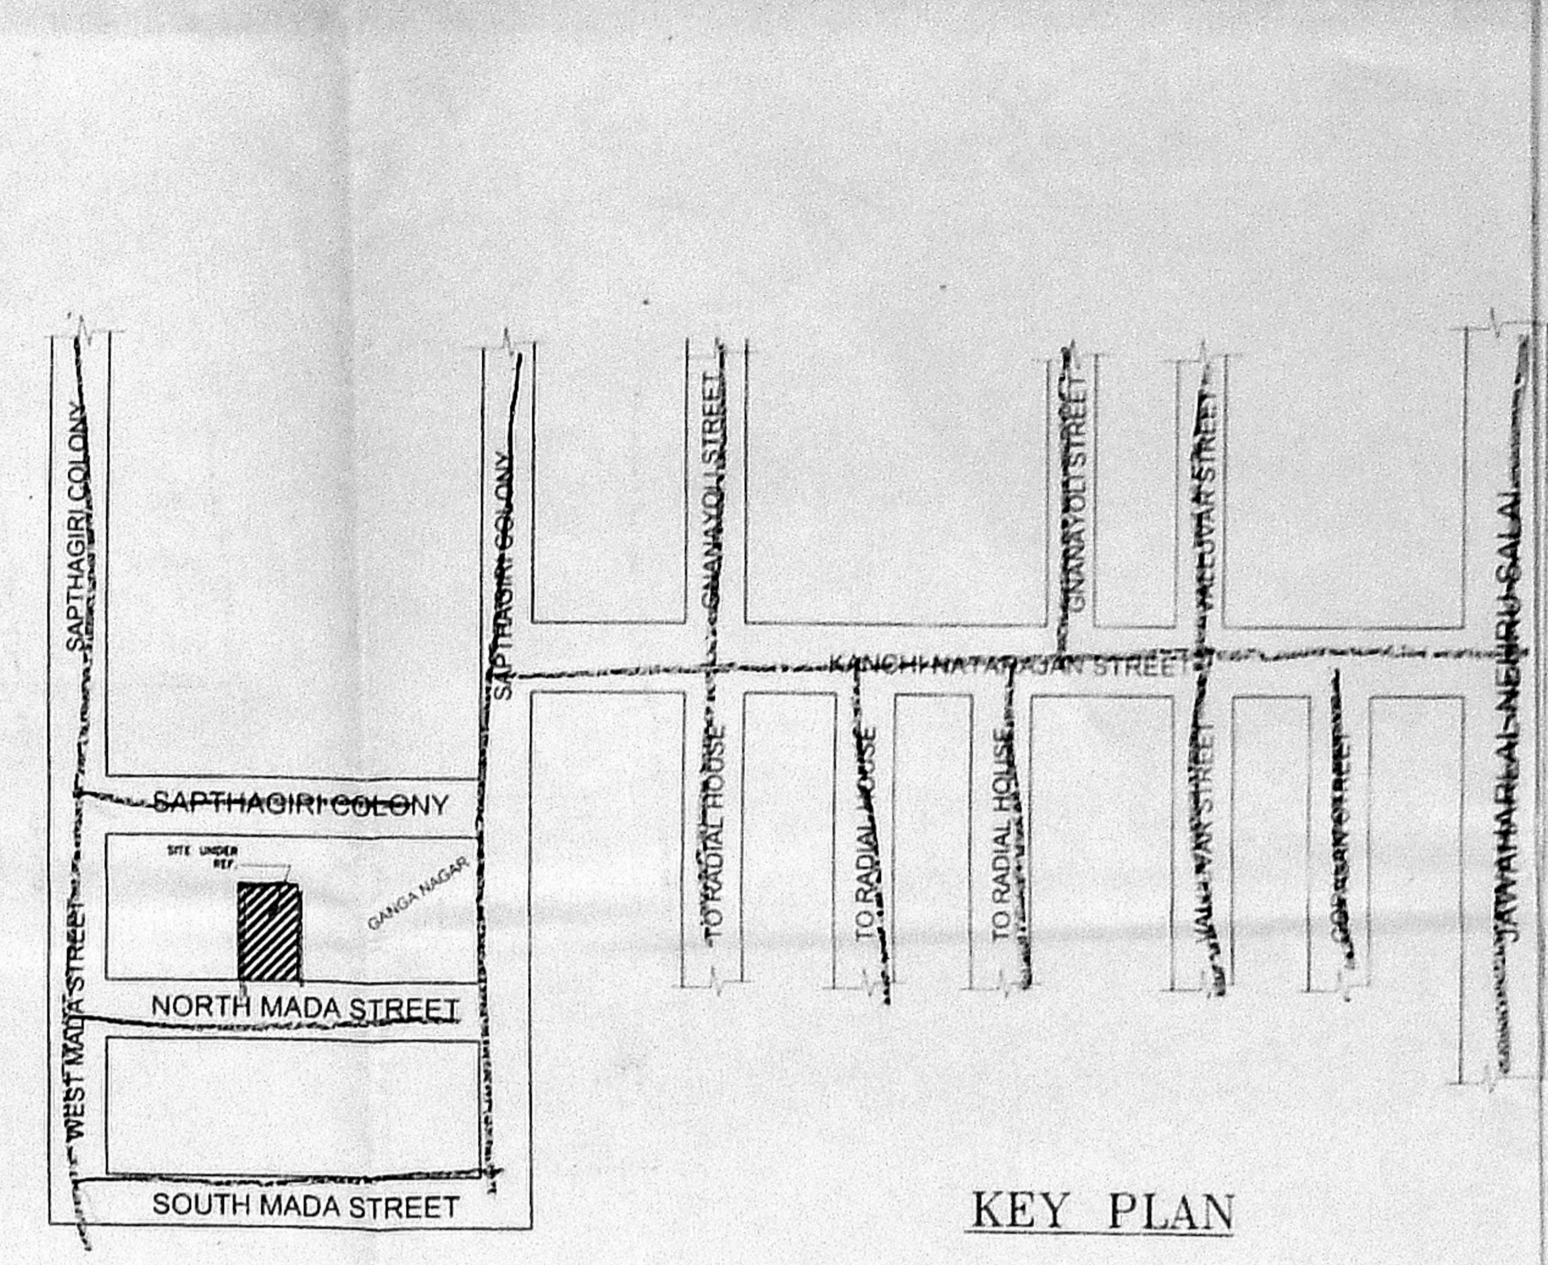 SAPTHAGIRI COLONY
SAPTHAGIRI COLONY
GNANAYOLI STREET
GNANAYOLI STREET
VALLUVAR STREET
JAWAHARLAL NEHRU SALAI
KANCHI NATARAJAN STREET
TO RADIAL HOUSE
TO RADIAL HOUSE
TO RADIAL HOUSE
VALLUVAR STREET
STREET
SAPTHAGIRI COLONY
SITE UNDER
REF.
GANGA NAGAR
WEST MADA STREET
NORTH MADA STREET
SOUTH MADA STREET
KEY PLAN